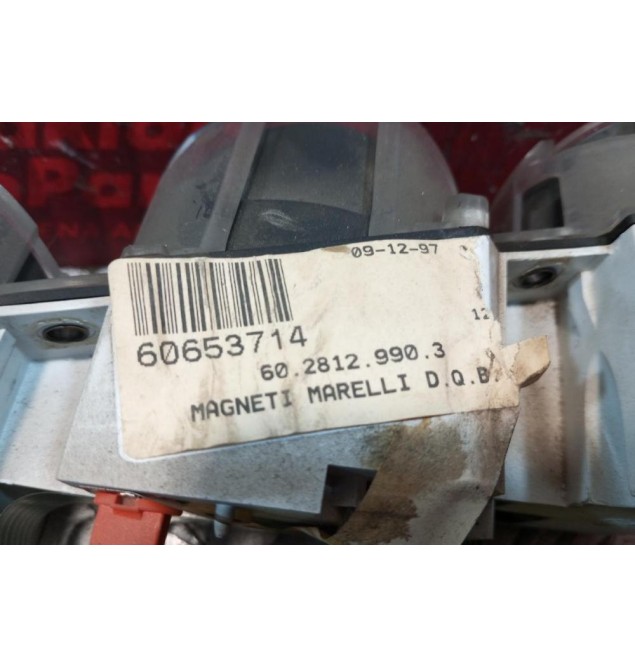 09-12-97
12
60653714
60.2812.990.3
MAGNETI MARELLI D.Q.B.